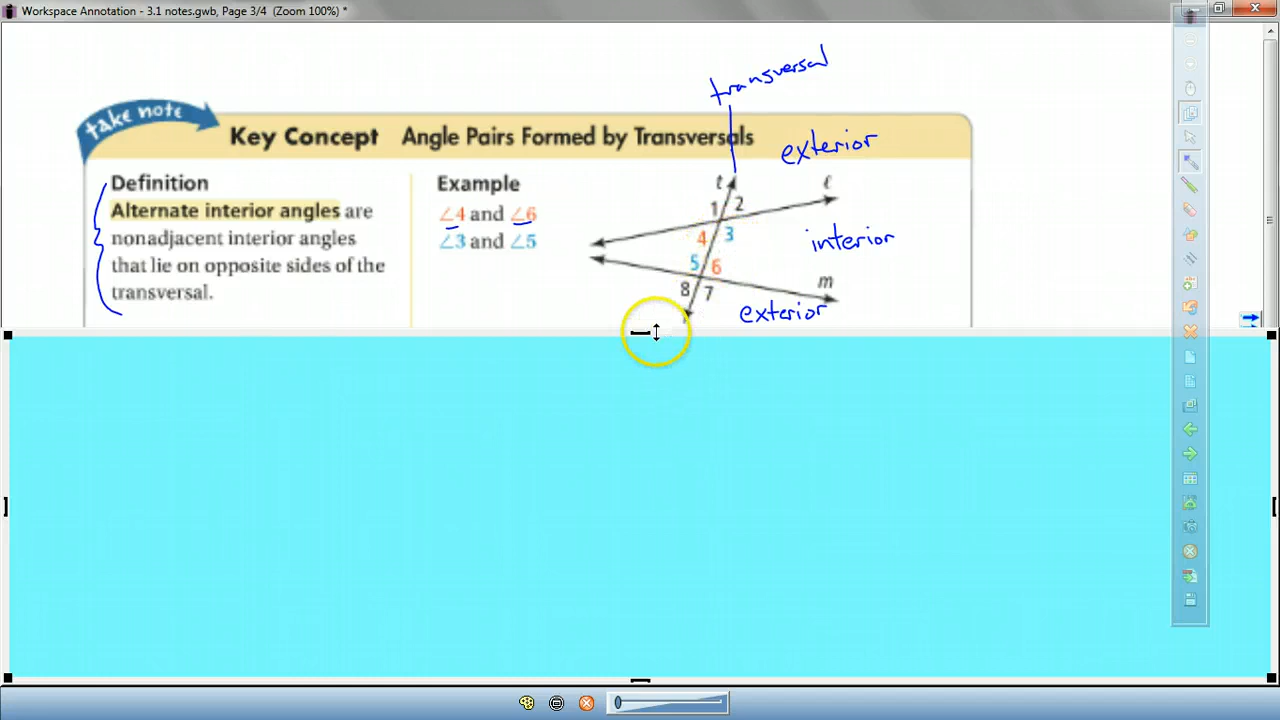 Workspace Annotation - 3.1 notes.gwb, Page 3/4 (Zoom 100%) *
transversal
take note
Key Concept Angle Pairs Formed by Transversals
exterior
Definition
Alternate interior angles are
nonadjacent interior angles
that lie on opposite sides of the
transversal.
Example
∠4 and ∠6
∠3 and ∠5
t
ℓ
1 2
4 3
interior
5 6
m
8 7
exterior